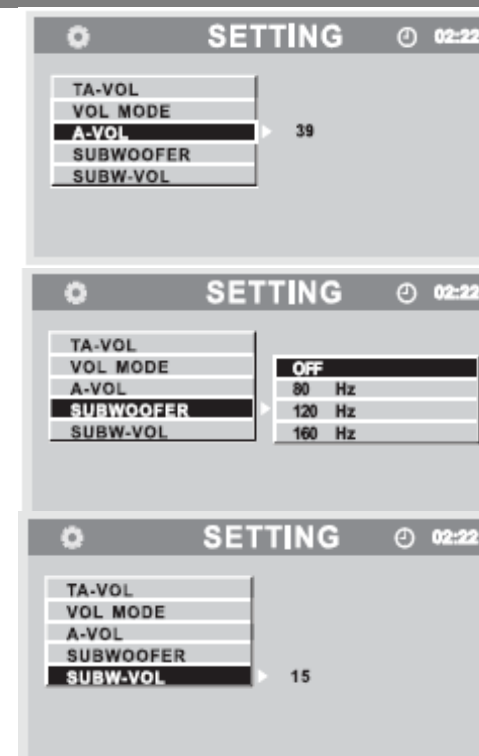 SETTING 02:22
TA-VOL
VOL MODE
A-VOL 39
SUBWOOFER
SUBW-VOL
SETTING 02:22
TA-VOL
VOL MODE OFF
A-VOL 80 Hz
SUBWOOFER 120 Hz
SUBW-VOL 160 Hz
SETTING 02:22
TA-VOL
VOL MODE
A-VOL
SUBWOOFER
SUBW-VOL 15